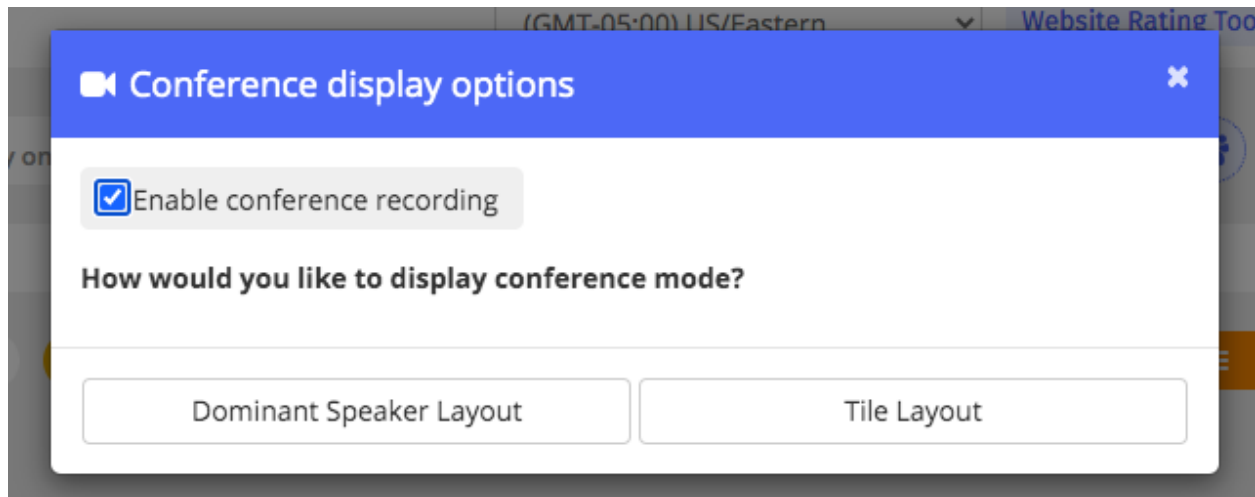 (GMT-05:00) US/Eastern
Website Rating Too
Conference display options
y on
Enable conference recording
How would you like to display conference mode?
Dominant Speaker Layout
Tile Layout